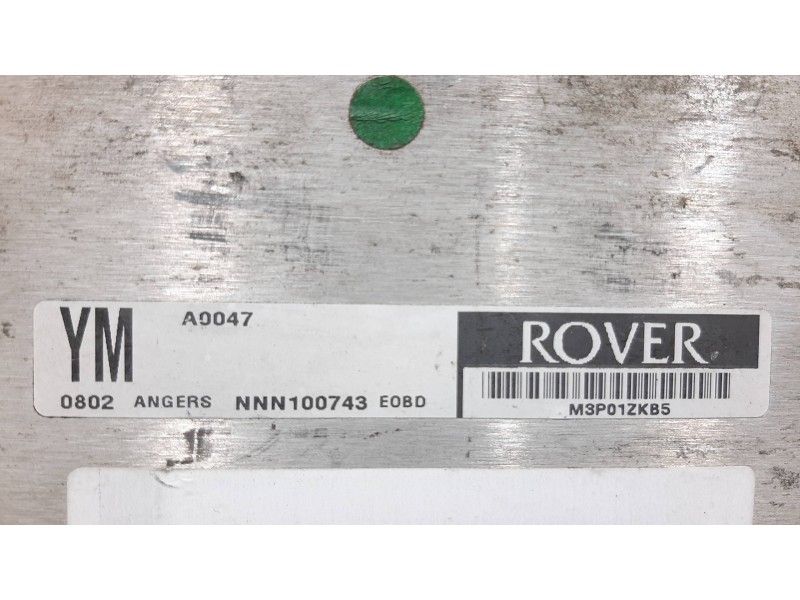 YM A0047
0802 ANGERS NNN100743 EOBD
ROVER
M3P01ZKB5